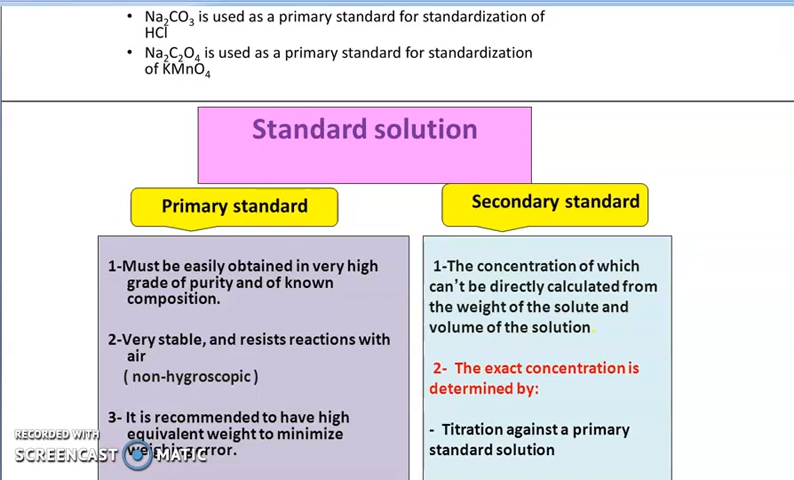 • Na₂CO₃ is used as a primary standard for standardization of
HCl
• Na₂C₂O₄ is used as a primary standard for standardization
of KMnO₄
Standard solution
Primary standard
Secondary standard
1-Must be easily obtained in very high
grade of purity and of known
composition.
2-Very stable, and resists reactions with
air
( non-hygroscopic )
3- It is recommended to have high
equivalent weight to minimize
error.
1-The concentration of which
can't be directly calculated from
the weight of the solute and
volume of the solution.
2- The exact concentration is
determined by:
- Titration against a primary
standard solution
RECORDED WITH
SCREENCAST MATIC